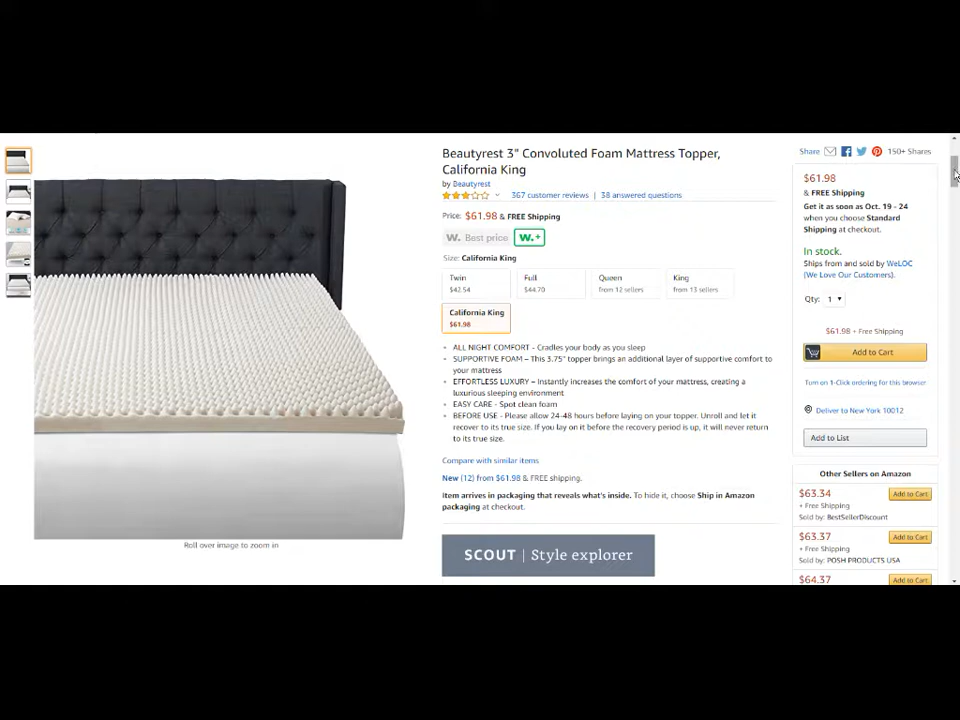 Beautyrest 3" Convoluted Foam Mattress Topper,
California King
by Beautyrest
367 customer reviews | 38 answered questions
Price: $61.98 & FREE Shipping
W. Best price W.+
Size: California King
Twin
$42.54
Full
$44.70
Queen
from 12 sellers
King
from 13 sellers
California King
$61.98
• ALL NIGHT COMFORT - Cradles your body as you sleep
• SUPPORTIVE FOAM – This 3.75" topper brings an additional layer of supportive comfort to
your mattress
• EFFORTLESS LUXURY – Instantly increases the comfort of your mattress, creating a
luxurious sleeping environment
• EASY CARE - Spot clean foam
• BEFORE USE - Please allow 24-48 hours before laying on your topper. Unroll and let it
recover to its true size. If you lay on it before the recovery period is up, it will never return
to its true size.
Compare with similar items
New (12) from $61.98 & FREE shipping.
Item arrives in packaging that reveals what's inside. To hide it, choose Ship in Amazon
packaging at checkout.
SCOUT | Style explorer
Roll over image to zoom in
Share 150+ Shares
$61.98
& FREE Shipping
Get it as soon as Oct. 19 - 24
when you choose Standard
Shipping at checkout.
In stock.
Ships from and sold by WeLOC
(We Love Our Customers).
Qty: 1
$61.98 + Free Shipping
Add to Cart
Turn on 1-Click ordering for this browser
Deliver to New York 10012
Add to List
Other Sellers on Amazon
$63.34 Add to Cart
+ Free Shipping
Sold by: BestSellerDiscount
$63.37 Add to Cart
+ Free Shipping
Sold by: POSH PRODUCTS USA
$64.37 Add to Cart